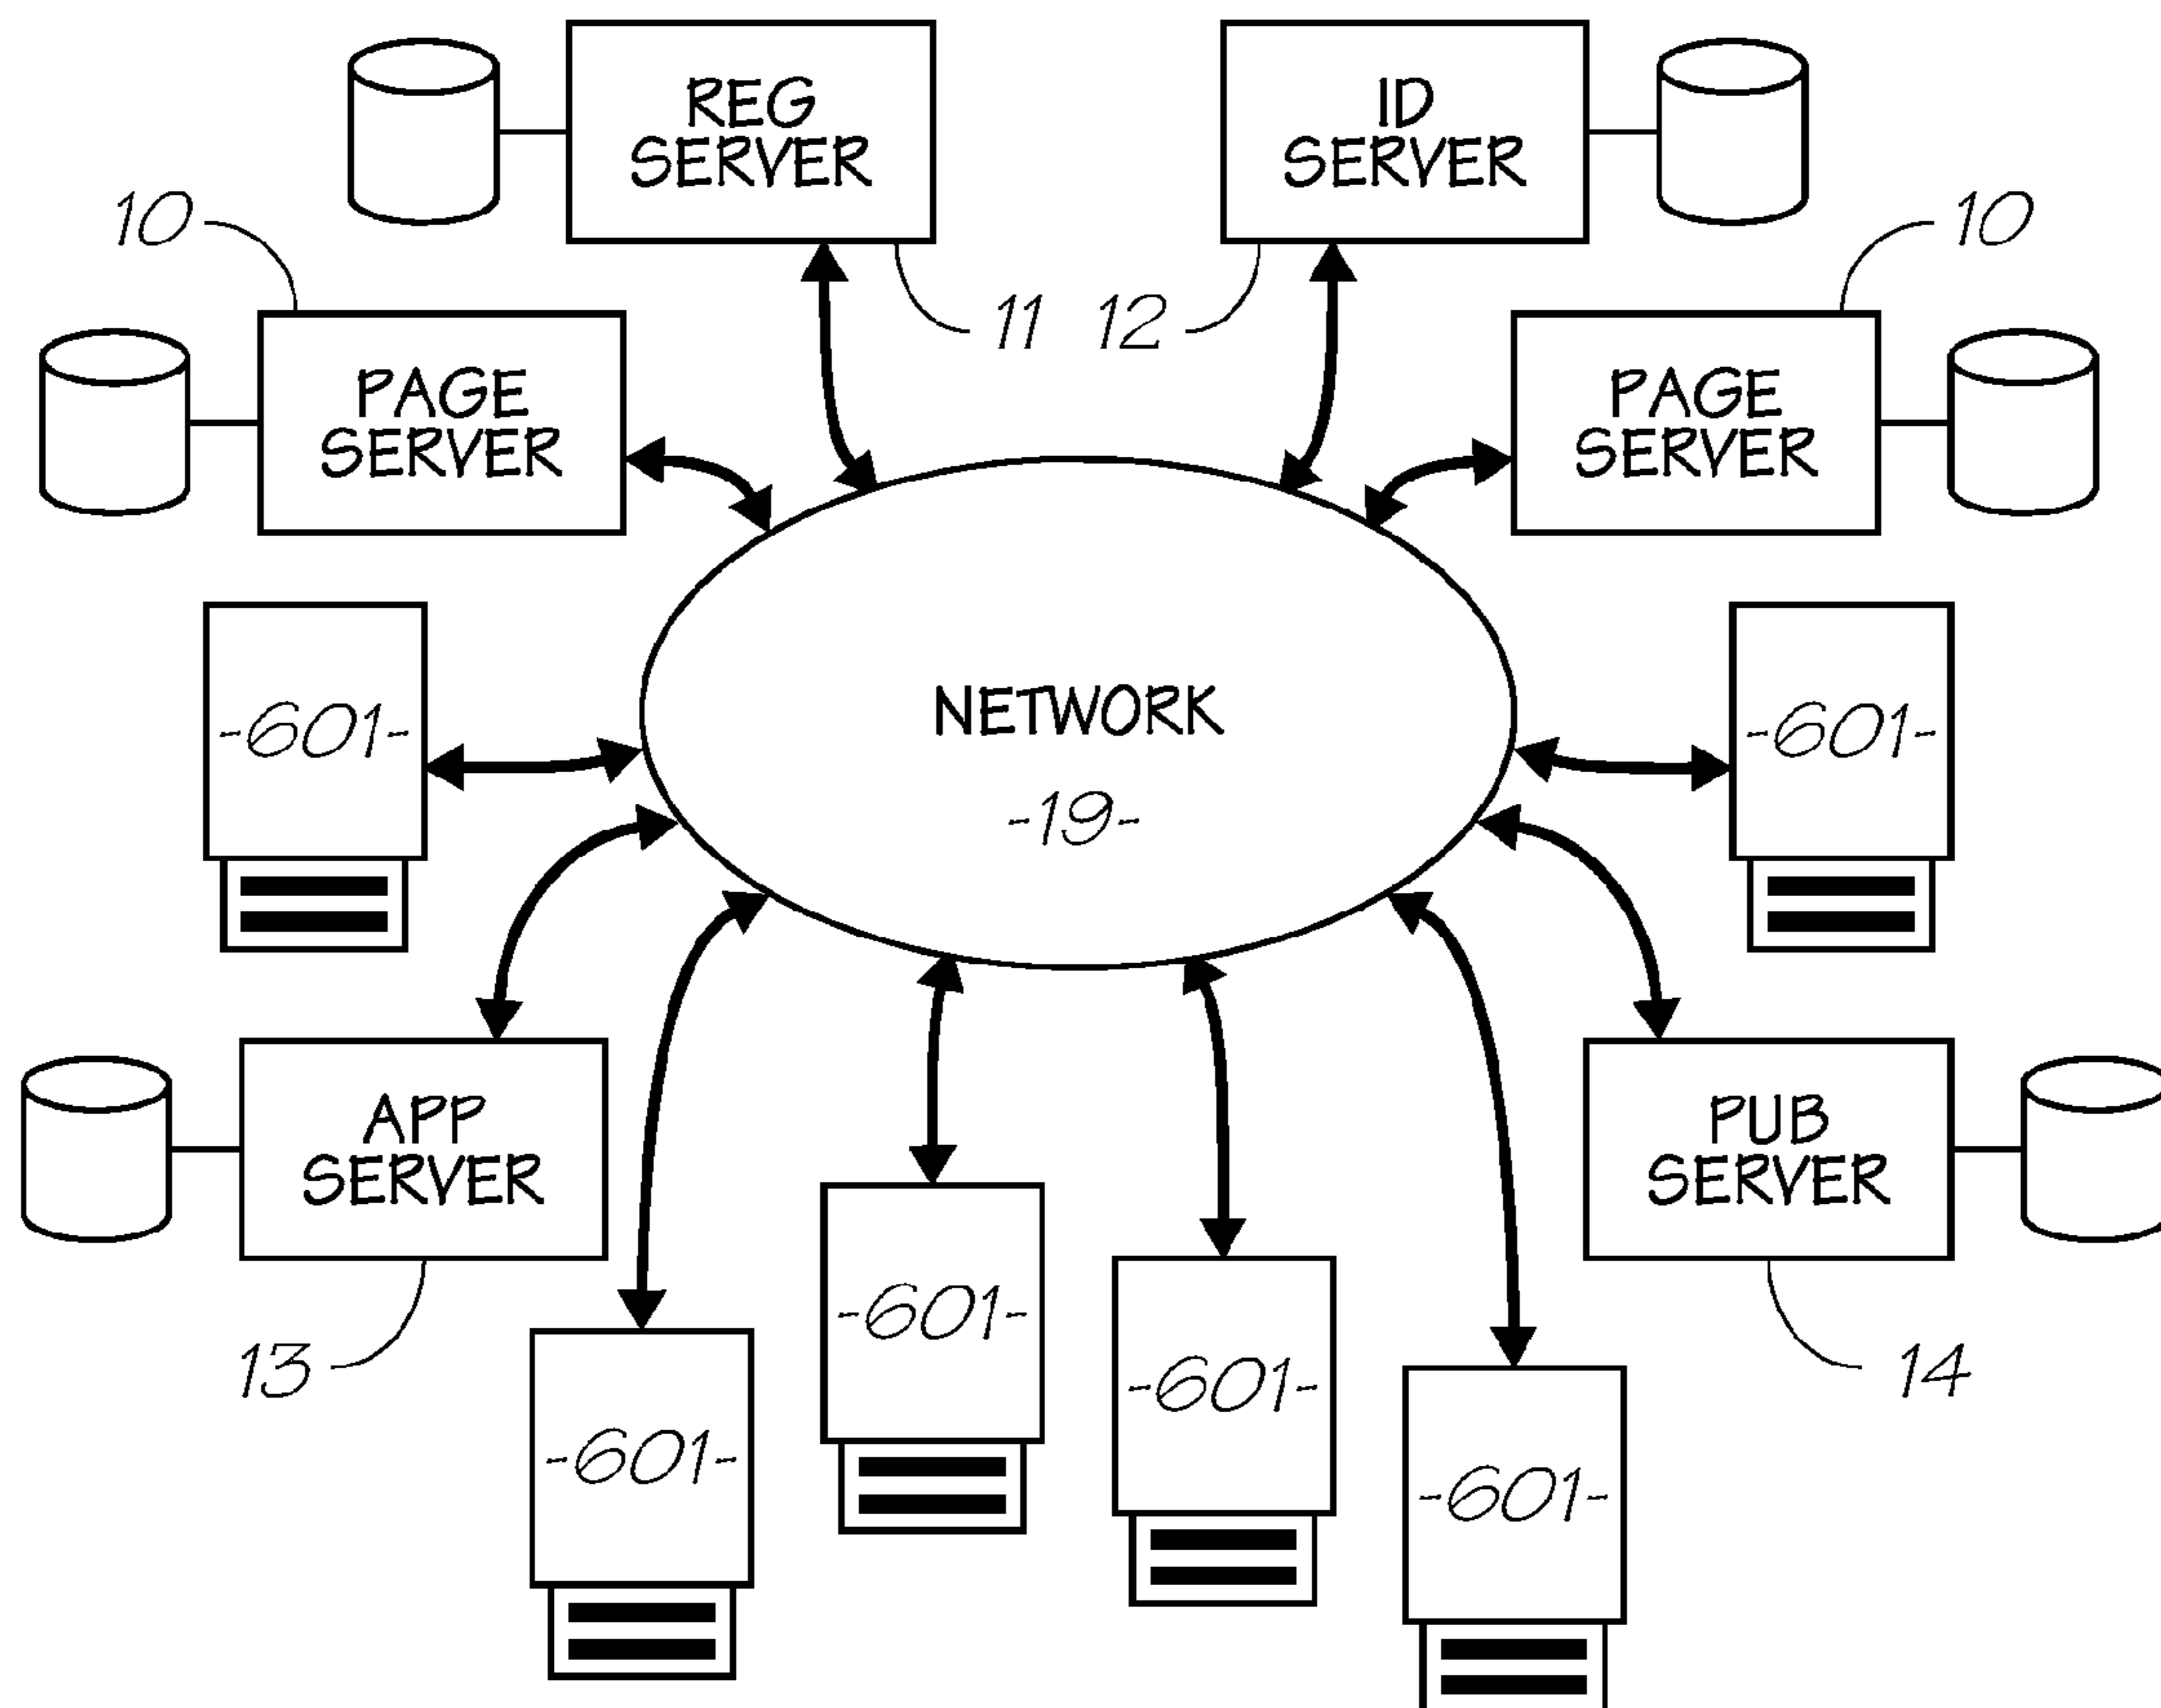 REG
SERVER
ID
SERVER
10
10
11
12
PAGE
SERVER
PAGE
SERVER
-601-
NETWORK
-19-
-601-
APP
SERVER
PUB
SERVER
13
-601-
-601-
-601-
-601-
14